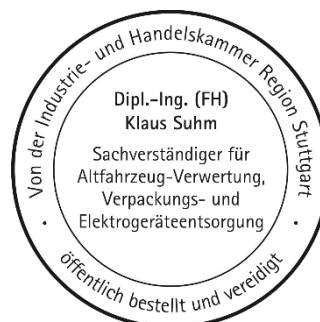 Von der Industrie- und Handelskammer Region Stuttgart
Dipl.-Ing. (FH)
Klaus Suhm
Sachverständiger für
Altfahrzeug-Verwertung,
Verpackungs- und
Elektrogeräteentsorgung
· öffentlich bestellt und vereidigt ·